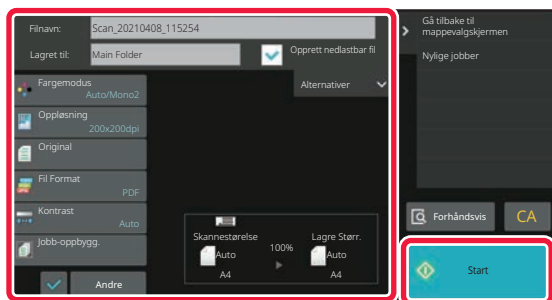 Filnavn:
Scan_20210408_115254
Lagret til:
Main Folder
Opprett nedlastbar fil
Alternativer
Fargemodus
Auto/Mono2
Oppløsning
200x200dpi
Original
Fil Format
PDF
Kontrast
Auto
Jobb-oppbygg.
Andre
Skannestørelse
Auto
A4
100%
Lagre Størr.
Auto
A4
Gå tilbake til
mappevalgskjermen
Nylige jobber
Forhåndsvis
CA
Start